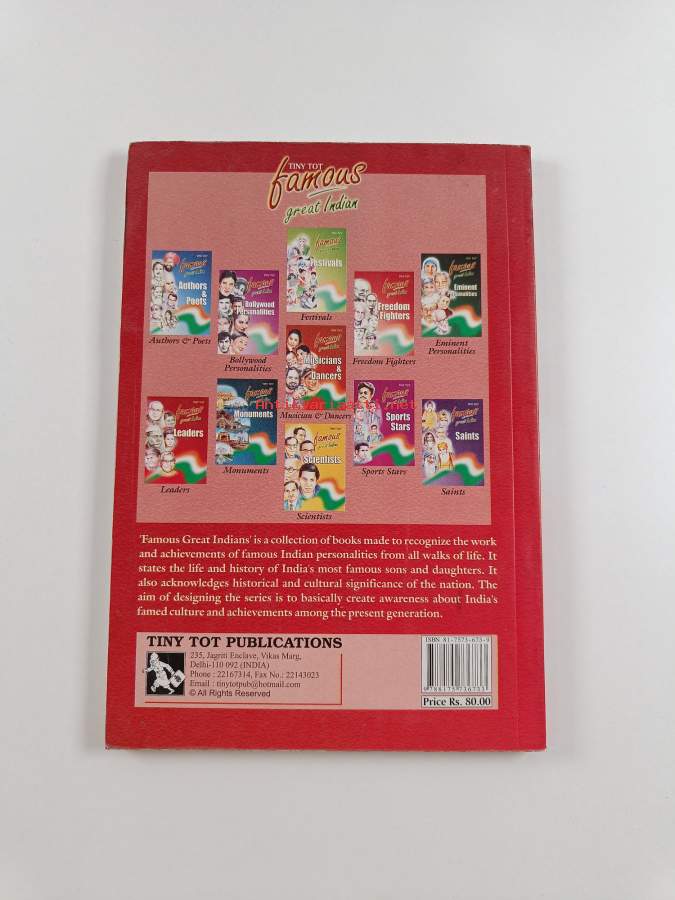 TINY TOT
famous
great Indian
Authors & Poets
Bollywood Personalities
Festivals
Freedom Fighters
Eminent Personalities
Authors & Poets
Bollywood
Personalities
Festivals
Freedom Fighters
Eminent
Personalities
Musicians & Dancers
Musician & Dancers
Leaders
Monuments
Scientists
Sports Stars
Saints
Leaders
Monuments
Scientists
Sports Stars
Saints
'Famous Great Indians' is a collection of books made to recognize the work
and achievements of famous Indian personalities from all walks of life. It
states the life and history of India's most famous sons and daughters. It
also acknowledges historical and cultural significance of the nation. The
aim of designing the series is to basically create awareness about India's
famed culture and achievements among the present generation.
TINY TOT PUBLICATIONS
235, Jagriti Enclave, Vikas Marg,
Delhi-110 092 (INDIA)
Phone : 22167314, Fax No.: 22143023
Email : tinytotpub@hotmail.com
© All Rights Reserved
ISBN 81-7573-673-9
Price Rs. 80.00